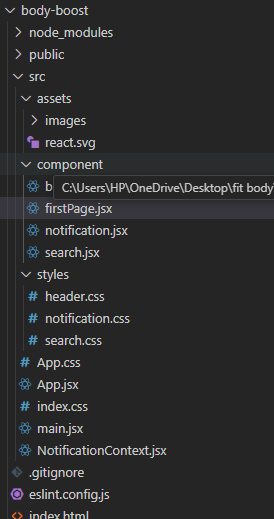 body-boost
node_modules
public
src
assets
images
react.svg
component
b
C:\Users\HP\OneDrive\Desktop\fit body
firstPage.jsx
notification.jsx
search.jsx
styles
header.css
notification.css
search.css
App.css
App.jsx
index.css
main.jsx
NotificationContext.jsx
.gitignore
eslint.config.js
index.html